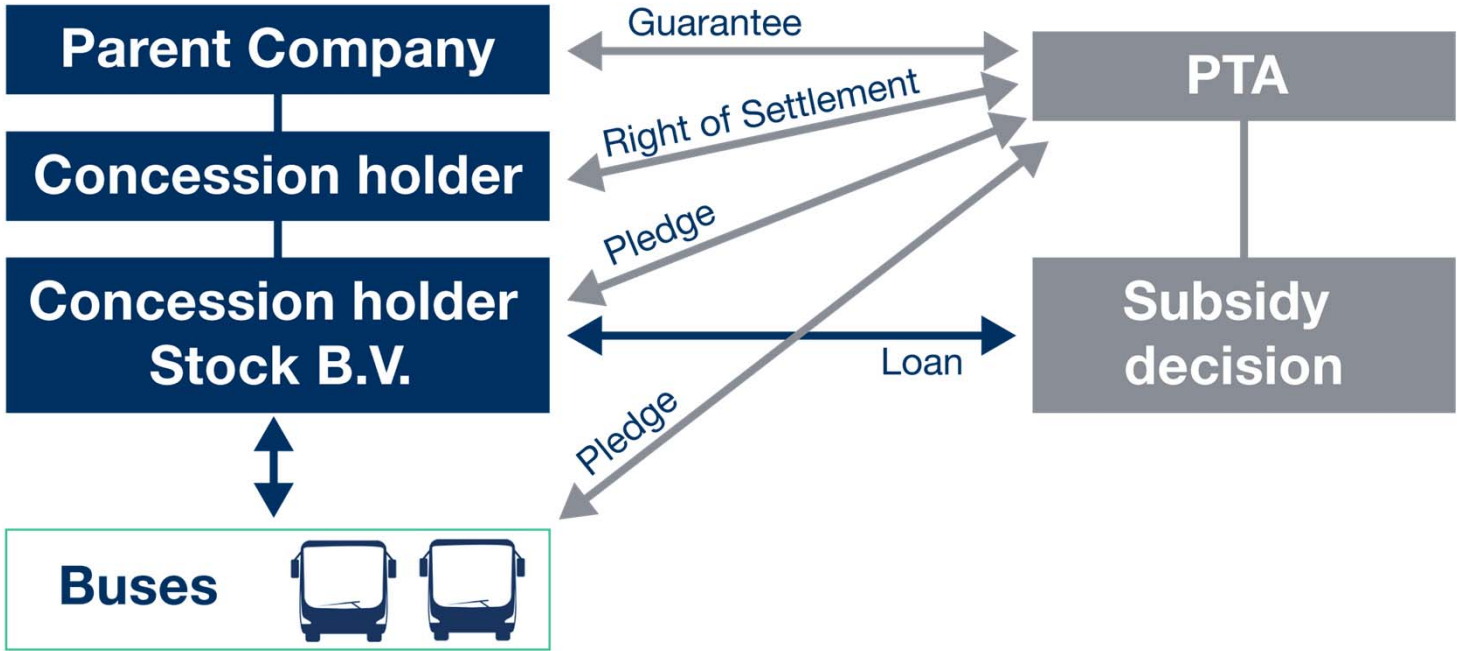 Parent Company
Guarantee
PTA
Right of Settlement
Concession holder
Pledge
Concession holder
Stock B.V.
Loan
Subsidy
decision
Pledge
Buses